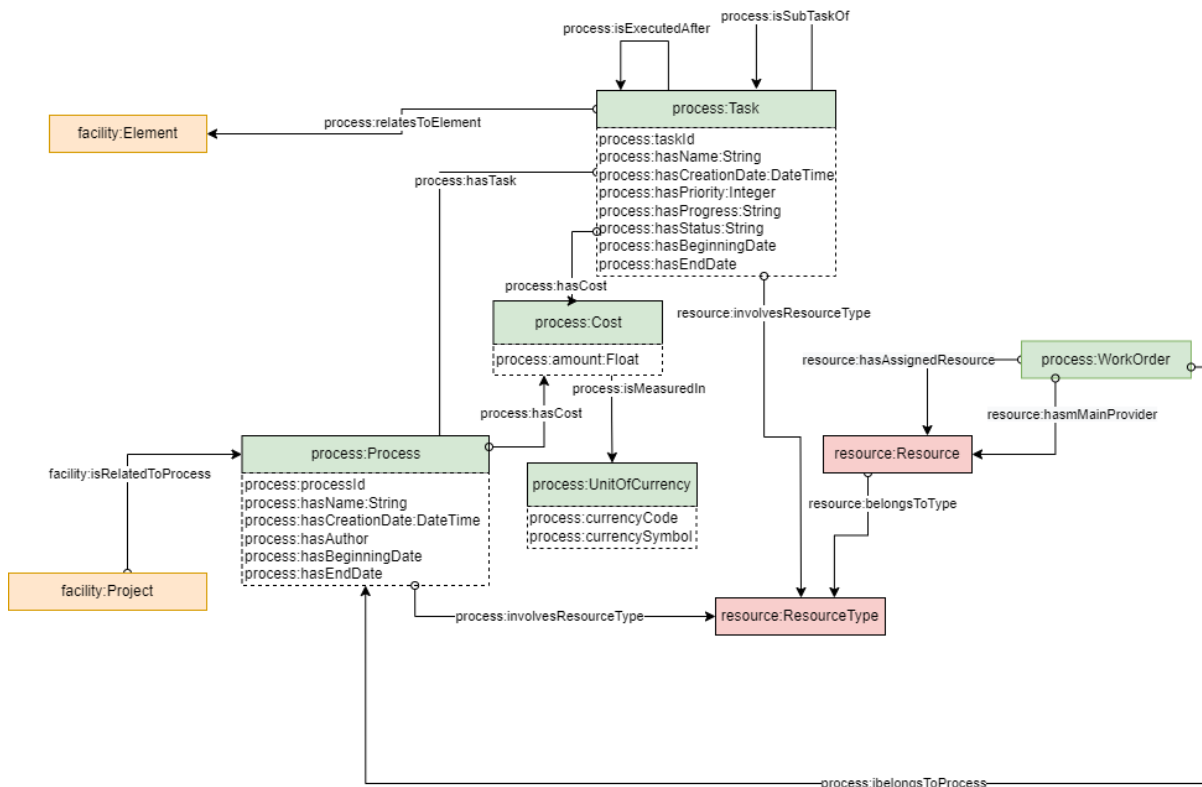 process:isSubTaskOf
process:isExecutedAfter
process:Task
process:relatesToElement
facility:Element
process:taskId
process:hasName:String
process:hasCreationDate:DateTime
process:hasPriority:Integer
process:hasProgress:String
process:hasStatus:String
process:hasBeginningDate
process:hasEndDate
process:hasTask
process:hasCost
resource:involvesResourceType
process:Cost
process:amount:Float
process:isMeasuredIn
resource:hasAssignedResource
process:WorkOrder
process:hasCost
resource:hasmMainProvider
process:Process
resource:Resource
facility:isRelatedToProcess
process:processId
process:hasName:String
process:hasCreationDate:DateTime
process:hasAuthor
process:hasBeginningDate
process:hasEndDate
process:UnitOfCurrency
process:currencyCode
process:currencySymbol
resource:belongsToType
facility:Project
process:involvesResourceType
resource:ResourceType
process:ibelongsToProcess